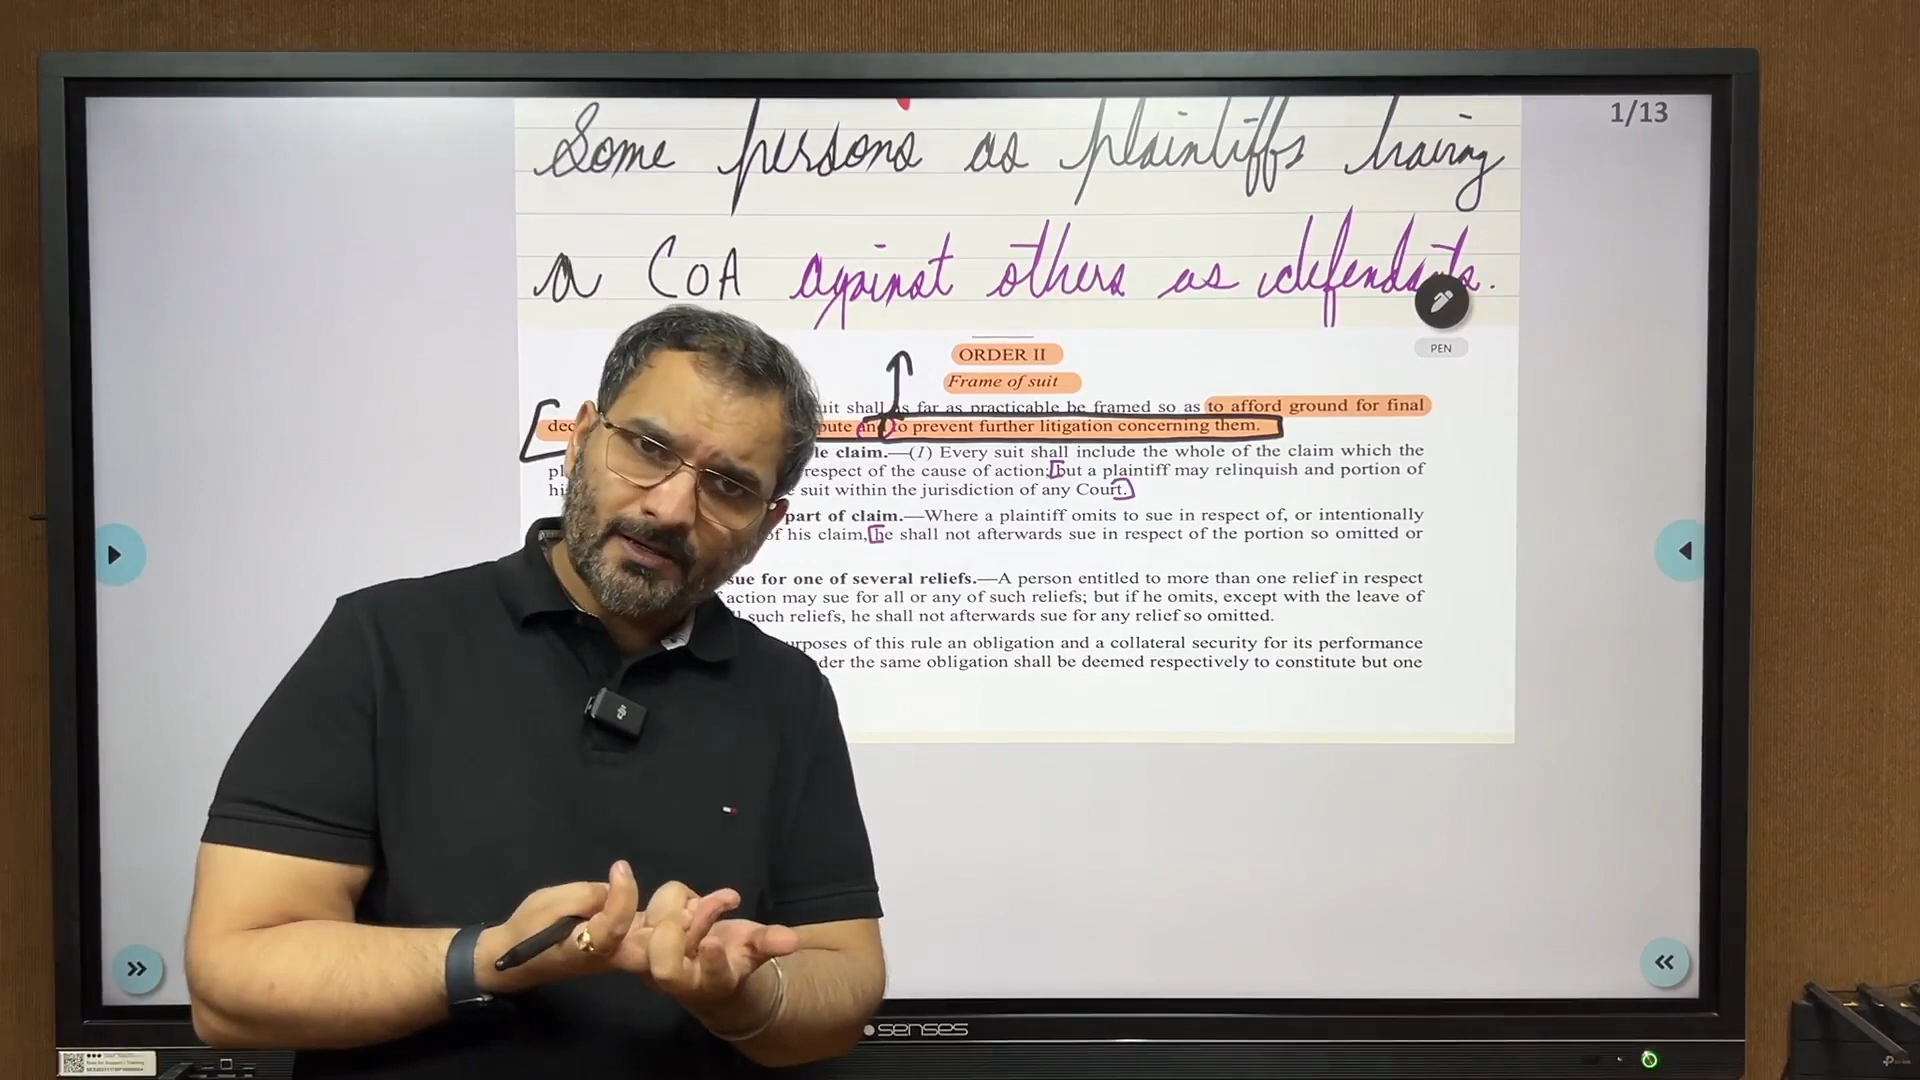 1/13
Some persons as plaintiffs having
a COA against others as defendants.
PEN
ORDER II
Frame of suit
uit shall as far as practicable be framed so as to afford ground for final
dec pute and to prevent further litigation concerning them.
le claim.—(1) Every suit shall include the whole of the claim which the
pl respect of the cause of action; but a plaintiff may relinquish and portion of
hi e suit within the jurisdiction of any Court.
part of claim.—Where a plaintiff omits to sue in respect of, or intentionally
of his claim, he shall not afterwards sue in respect of the portion so omitted or
sue for one of several reliefs.—A person entitled to more than one relief in respect
f action may sue for all or any of such reliefs; but if he omits, except with the leave of
l such reliefs, he shall not afterwards sue for any relief so omitted.
urposes of this rule an obligation and a collateral security for its performance
nder the same obligation shall be deemed respectively to constitute but one
senses